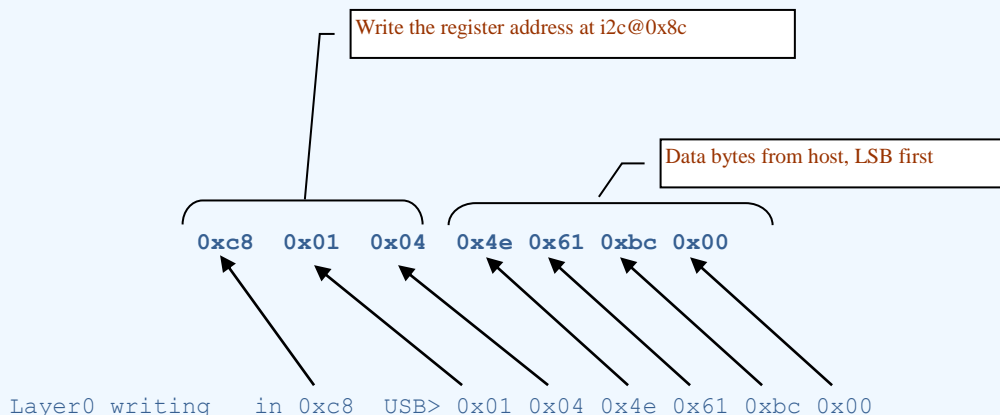 Write the register address at i2c@0x8c
Data bytes from host, LSB first
0xc8 0x01 0x04 0x4e 0x61 0xbc 0x00
Layer0 writing in 0xc8 USB> 0x01 0x04 0x4e 0x61 0xbc 0x00